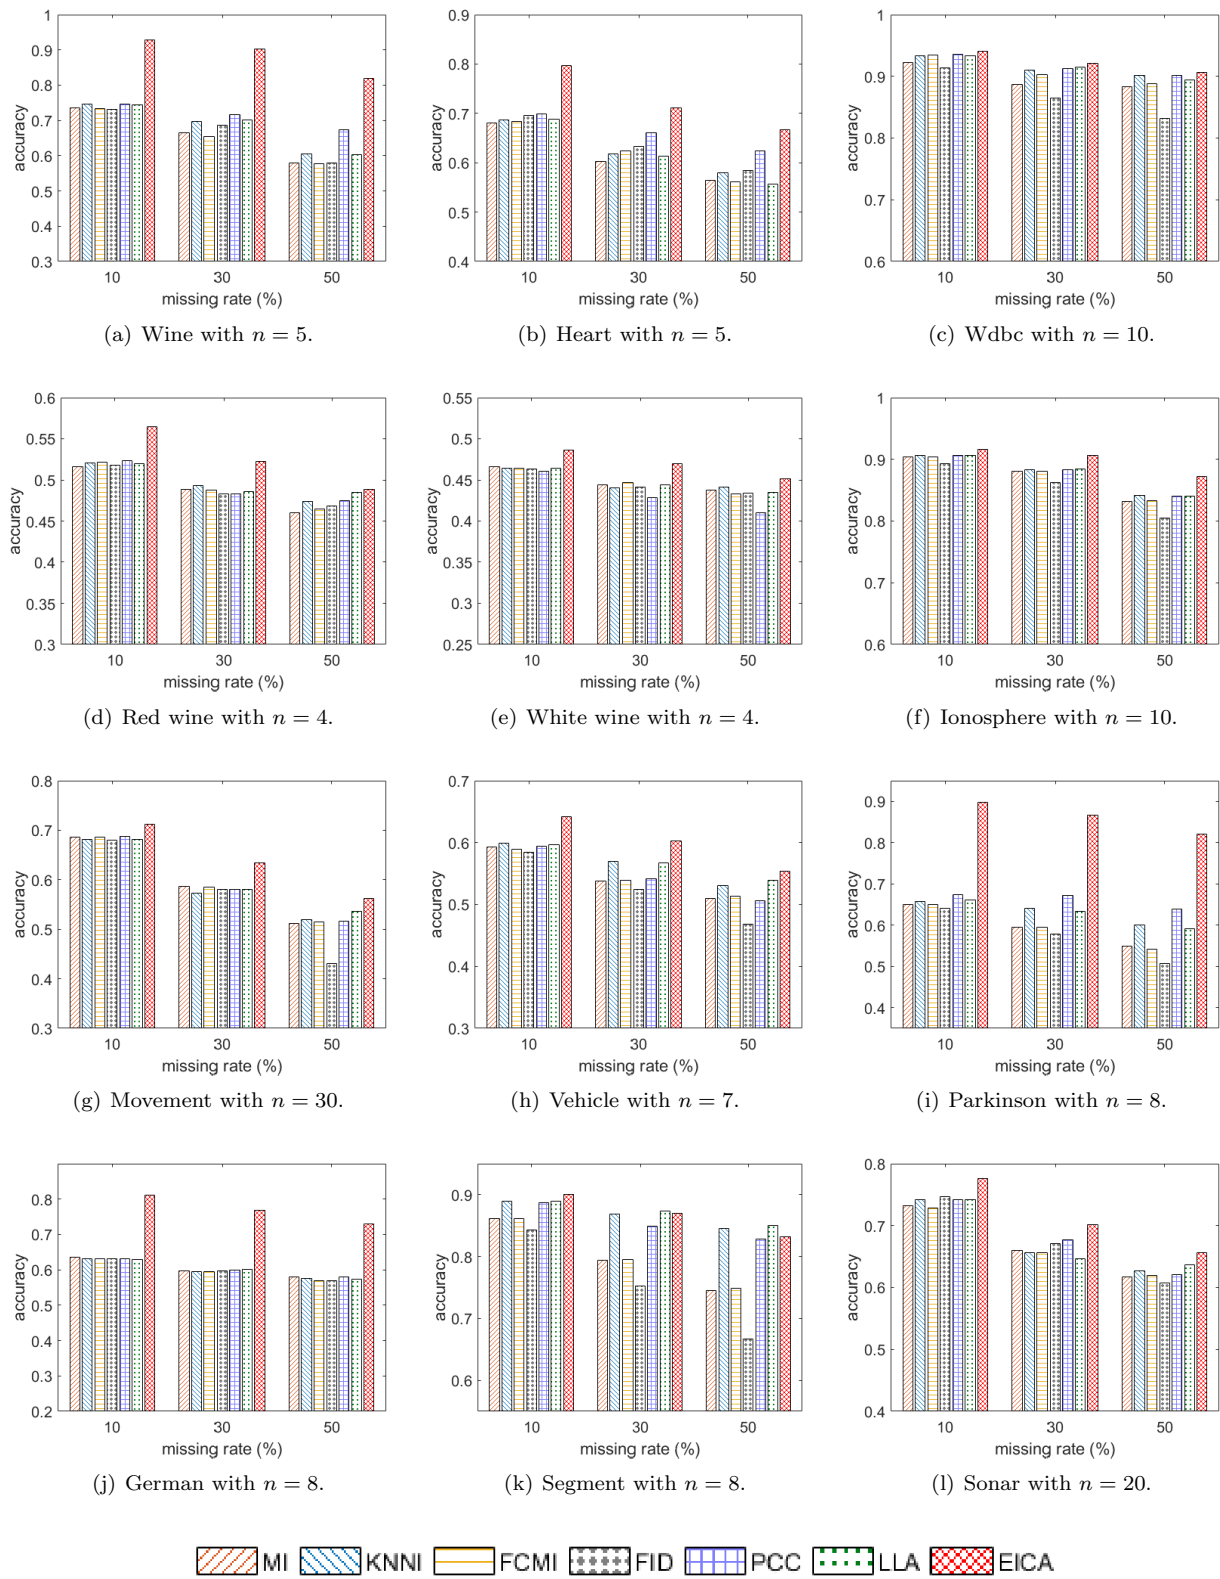 1
0.9
0.8
0.7
0.6
0.5
0.4
0.3
accuracy
10 30 50
missing rate (%)
(a) Wine with n = 5.
0.9
0.8
0.7
0.6
0.5
0.4
accuracy
10 30 50
missing rate (%)
(b) Heart with n = 5.
1
0.9
0.8
0.7
0.6
accuracy
10 30 50
missing rate (%)
(c) Wdbc with n = 10.
0.6
0.55
0.5
0.45
0.4
0.35
0.3
accuracy
10 30 50
missing rate (%)
(d) Red wine with n = 4.
0.55
0.5
0.45
0.4
0.35
0.3
0.25
accuracy
10 30 50
missing rate (%)
(e) White wine with n = 4.
1
0.9
0.8
0.7
0.6
accuracy
10 30 50
missing rate (%)
(f) Ionosphere with n = 10.
0.8
0.7
0.6
0.5
0.4
0.3
accuracy
10 30 50
missing rate (%)
(g) Movement with n = 30.
0.7
0.6
0.5
0.4
0.3
accuracy
10 30 50
missing rate (%)
(h) Vehicle with n = 7.
0.9
0.8
0.7
0.6
0.5
0.4
accuracy
10 30 50
missing rate (%)
(i) Parkinson with n = 8.
0.8
0.7
0.6
0.5
0.4
0.3
0.2
accuracy
10 30 50
missing rate (%)
(j) German with n = 8.
0.9
0.8
0.7
0.6
accuracy
10 30 50
missing rate (%)
(k) Segment with n = 8.
0.8
0.7
0.6
0.5
0.4
accuracy
10 30 50
missing rate (%)
(l) Sonar with n = 20.
MI KNNI FCMI FID PCC LLA EICA